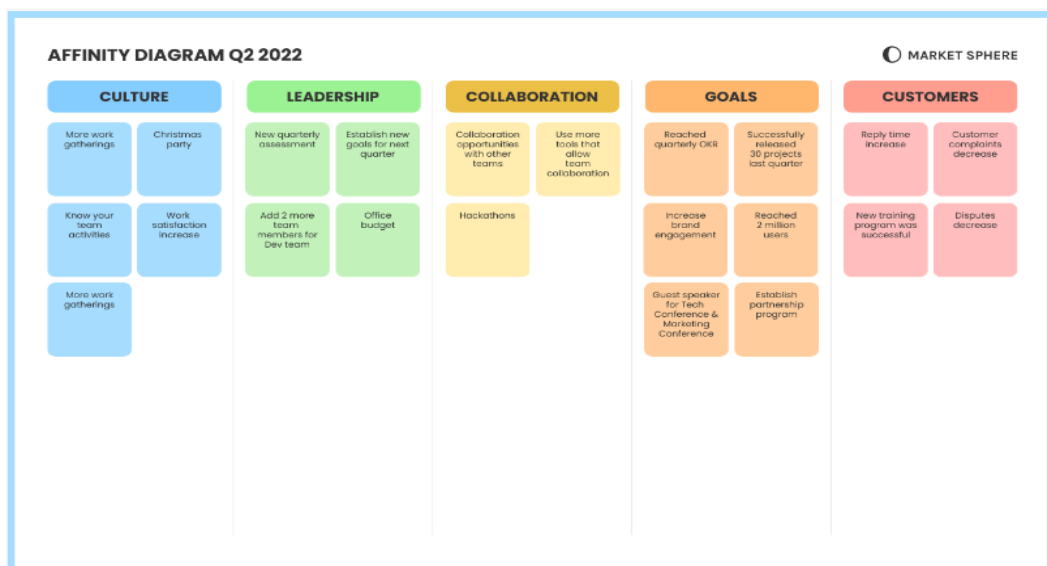 AFFINITY DIAGRAM Q2 2022
MARKET SPHERE
CULTURE
More work
gatherings
Christmas
party
Know your
team
activities
Work
satisfaction
increase
More work
gatherings
LEADERSHIP
New quarterly
assessment
Establish new
goals for next
quarter
Add 2 more
team
members for
Dev team
Office
budget
COLLABORATION
Collaboration
opportunities
with other
teams
Use more
tools that
allow
team
collaboration
Hackathons
GOALS
Reached
quarterly OKR
Successfully
released
30 projects
last quarter
Increase
brand
engagement
Reached
2 million
users
Guest speaker
for Tech
Conference &
Marketing
Conference
Establish
partnership
program
CUSTOMERS
Reply time
increase
Customer
complaints
decrease
New training
program was
successful
Disputes
decrease